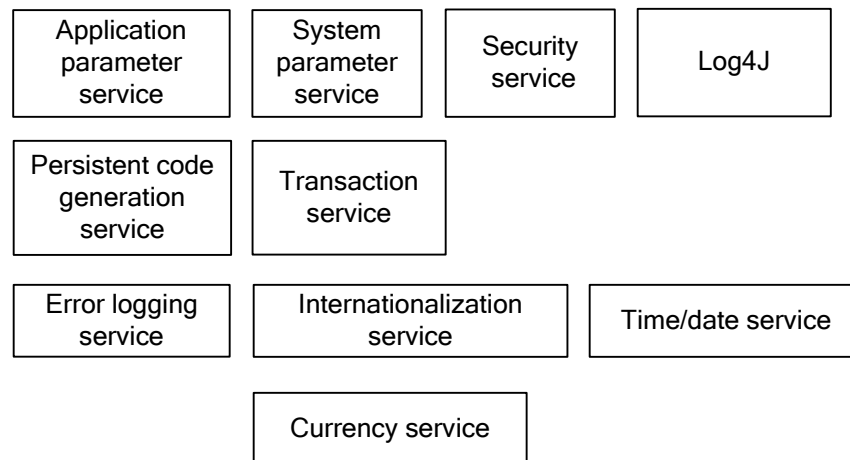 Application
parameter
service
System
parameter
service
Security
service
Log4J
Persistent code
generation
service
Transaction
service
Error logging
service
Internationalization
service
Time/date service
Currency service